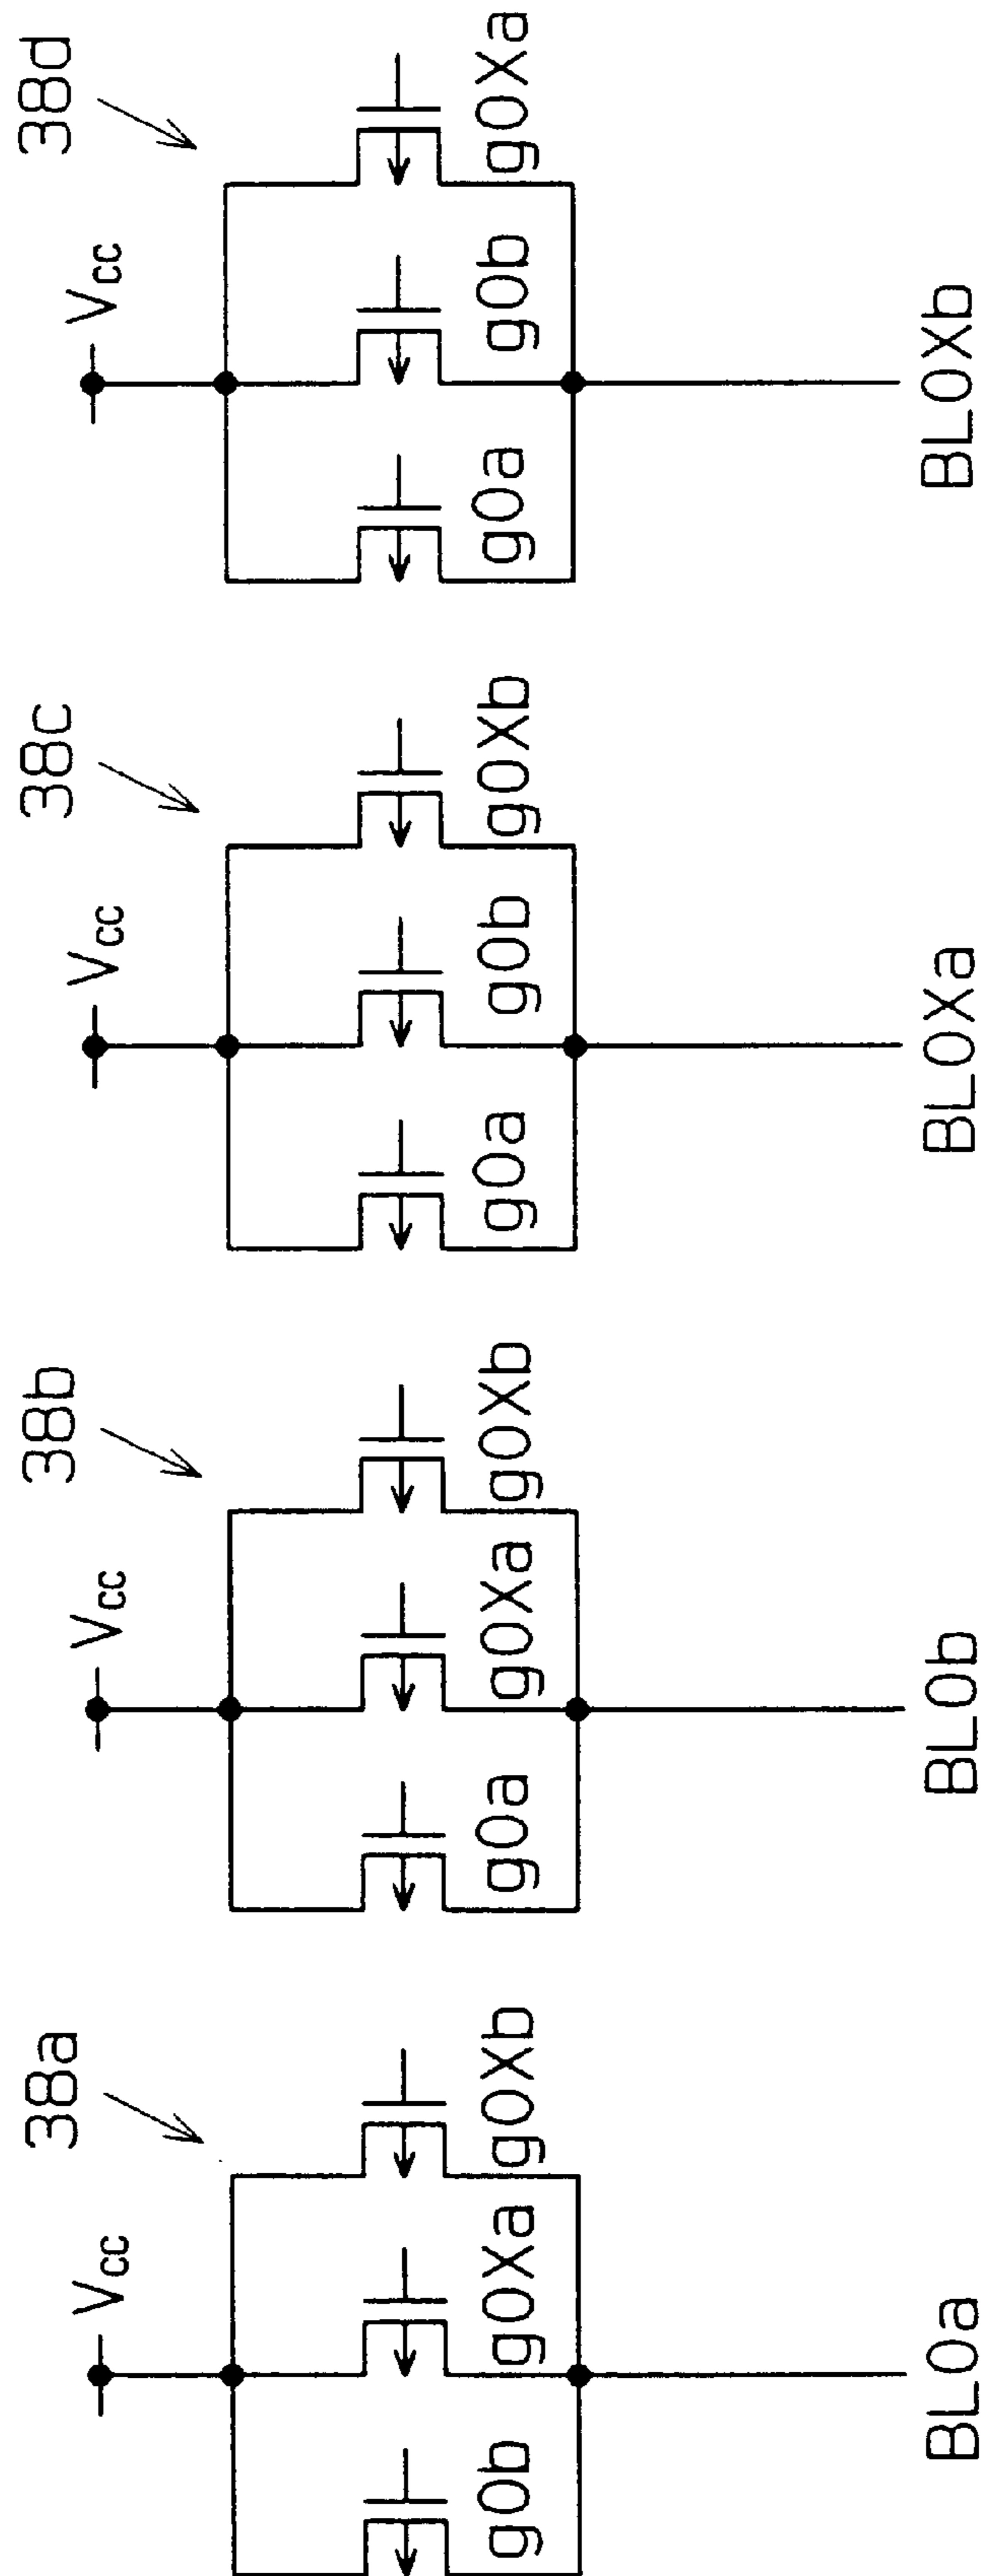 38a
Vcc
g0b
g0Xa
g0Xb
BL0a
38b
Vcc
g0a
g0Xa
g0Xb
BL0b
38c
Vcc
g0a
g0b
g0Xb
BL0Xa
38d
Vcc
g0a
g0b
g0Xa
BL0Xb